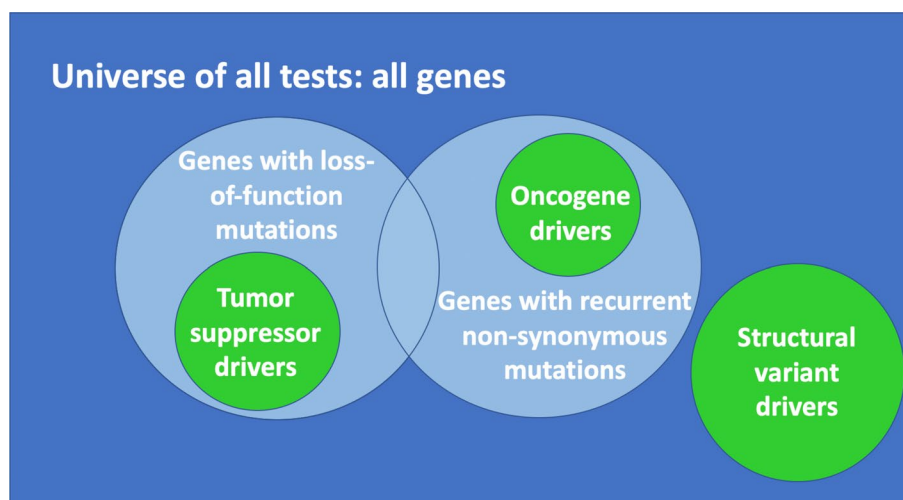 Universe of all tests: all genes
Genes with loss-
of-function
mutations
Tumor
suppressor
drivers
Oncogene
drivers
Genes with recurrent
non-synonymous
mutations
Structural
variant
drivers